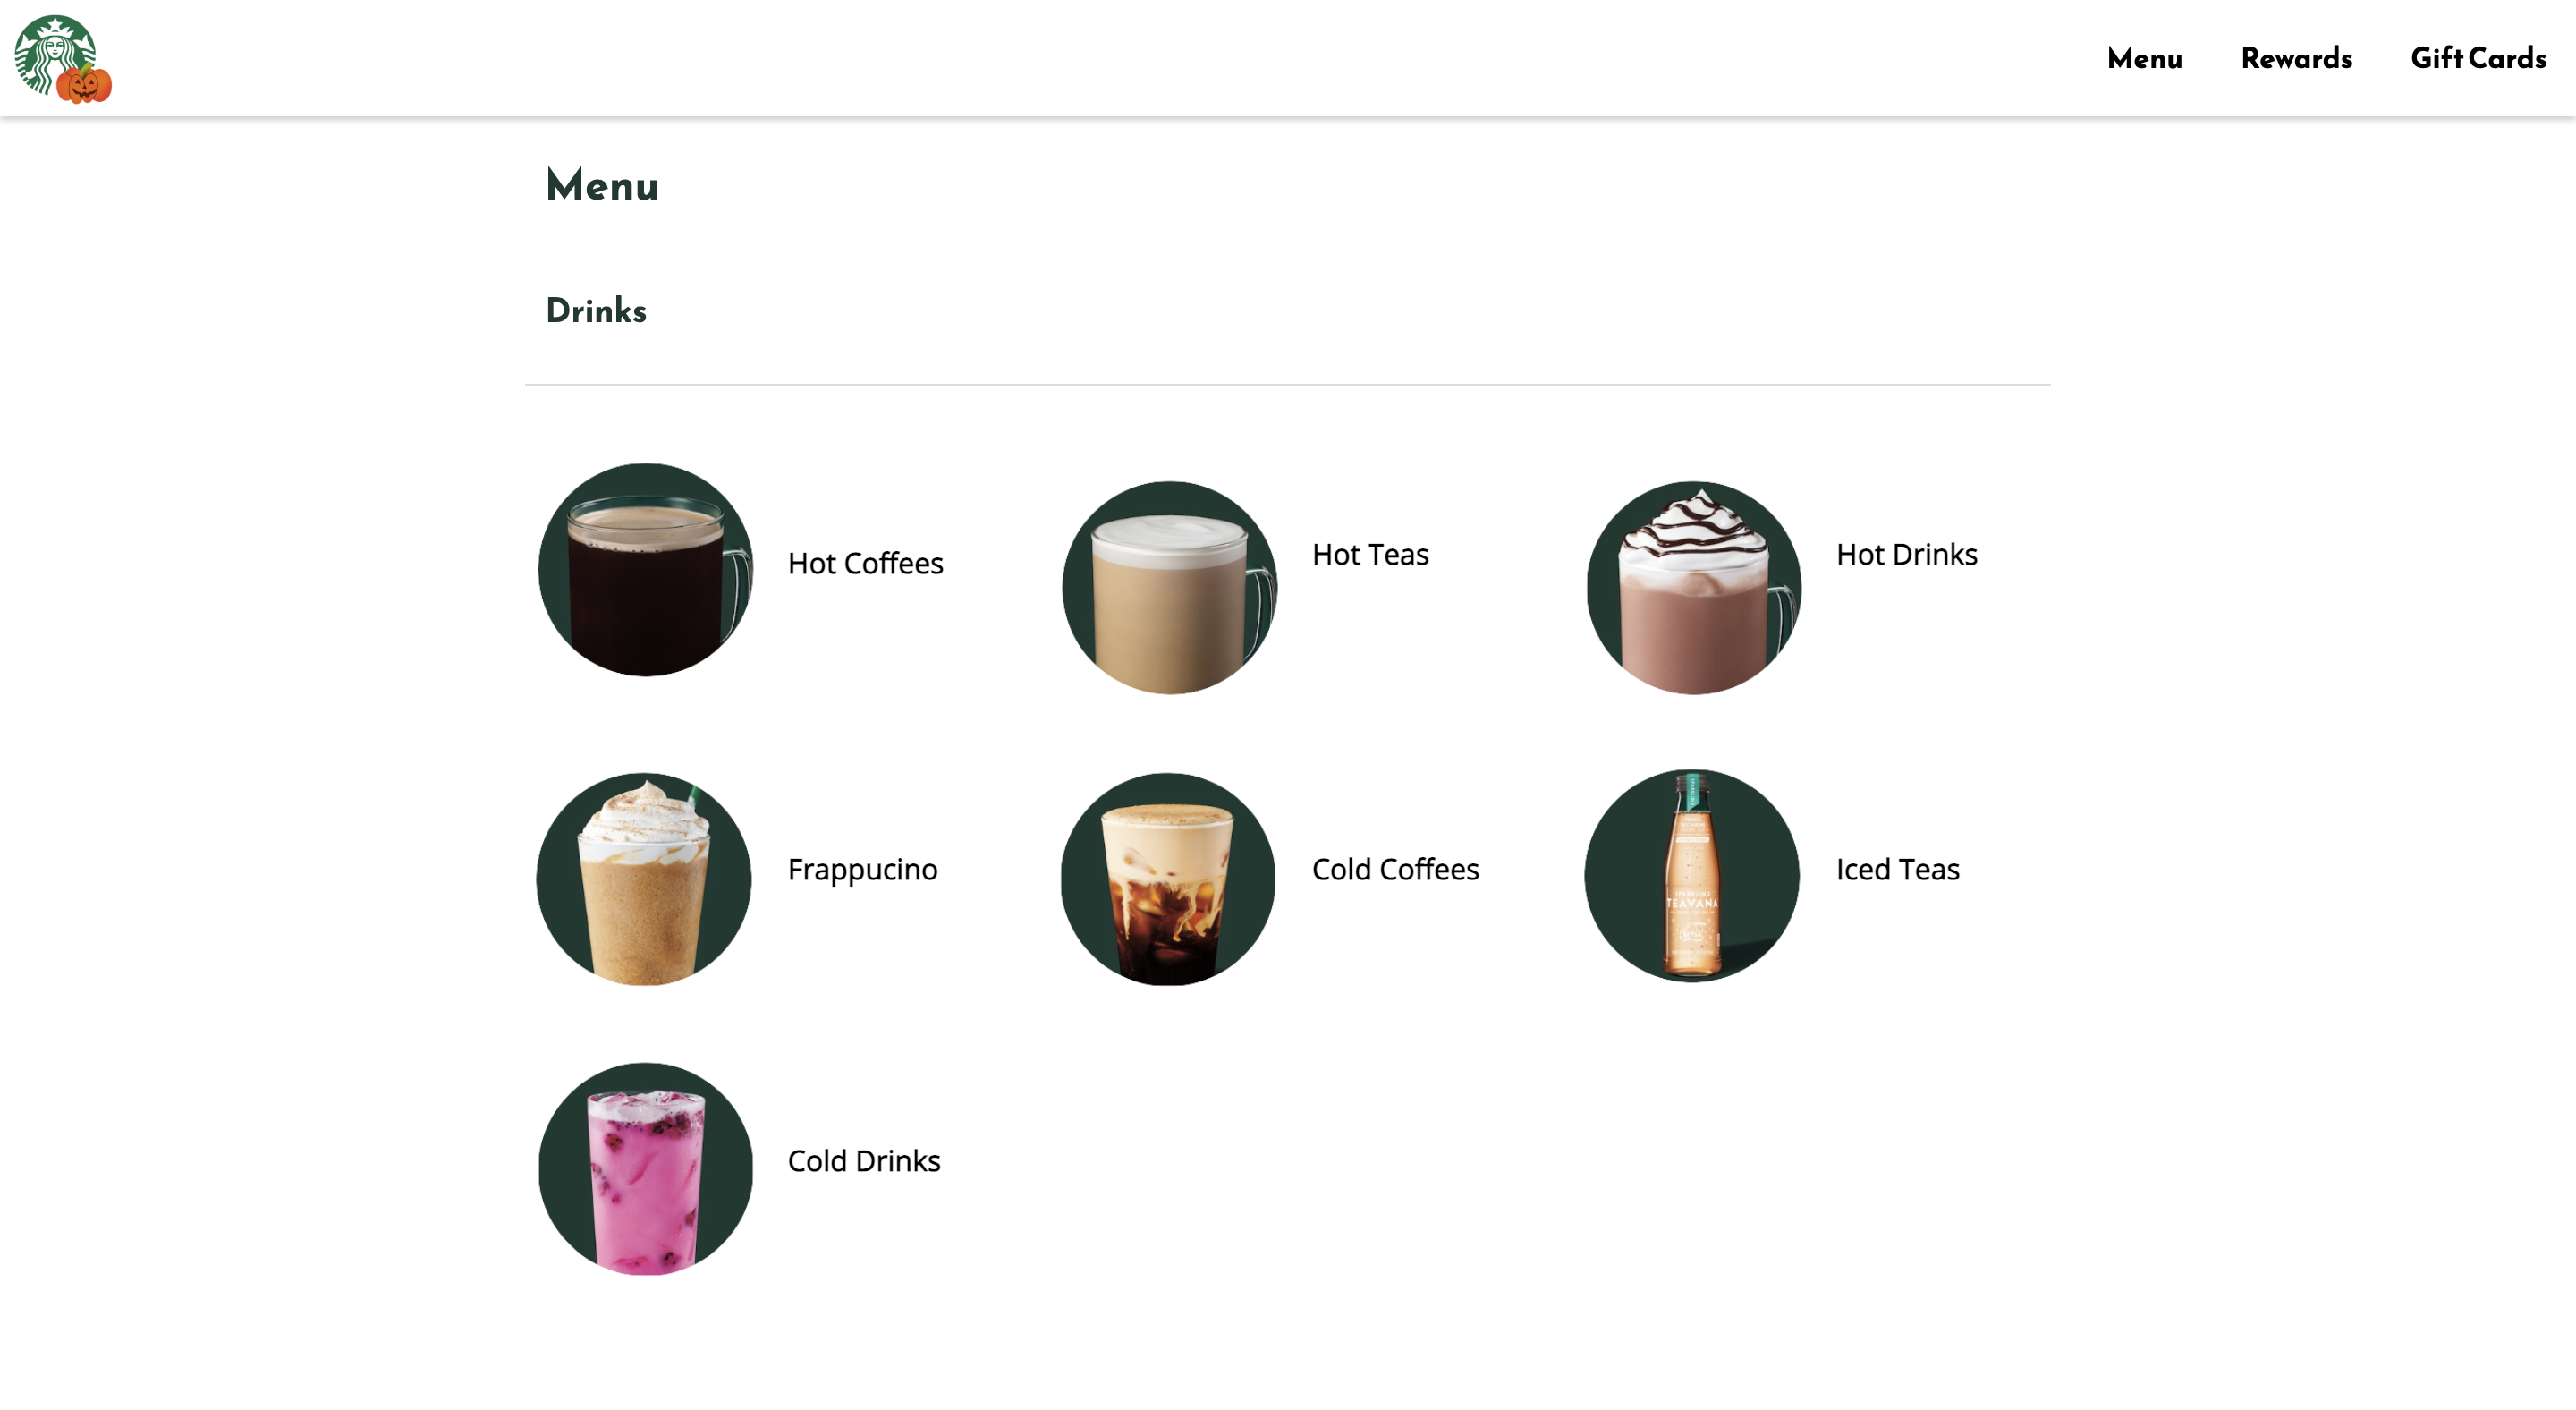 Menu Rewards Gift Cards
Menu
Drinks
Hot Coffees
Hot Teas
Hot Drinks
Frappucino
Cold Coffees
Iced Teas
TEAVANA
Cold Drinks